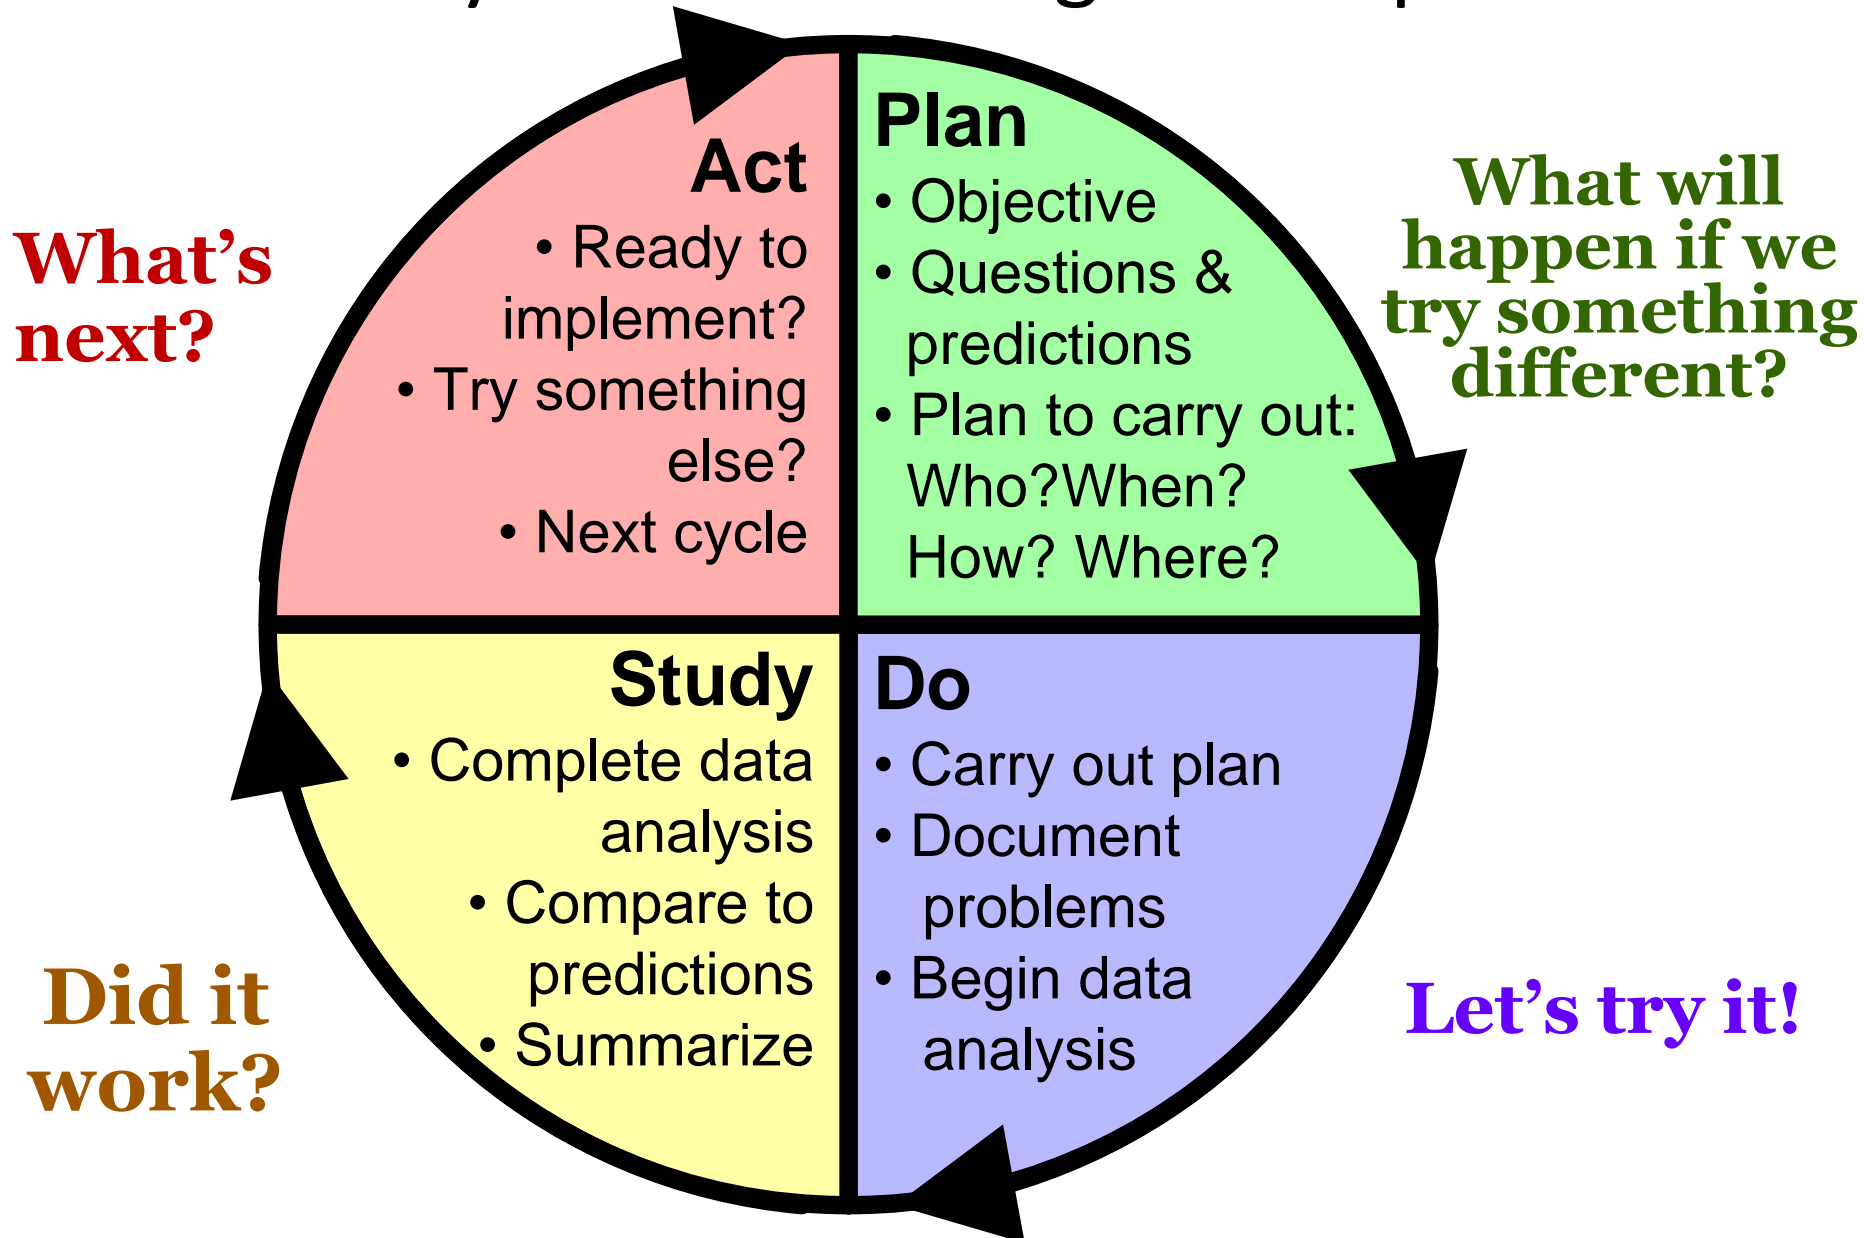 Act
• Ready to
implement?
• Try something
else?
• Next cycle
Plan
• Objective
• Questions &
predictions
• Plan to carry out:
Who?When?
How? Where?
What's
next?
What will
happen if we
try something
different?
Study
• Complete data
analysis
• Compare to
predictions
• Summarize
Do
• Carry out plan
• Document
problems
• Begin data
analysis
Did it
work?
Let's try it!